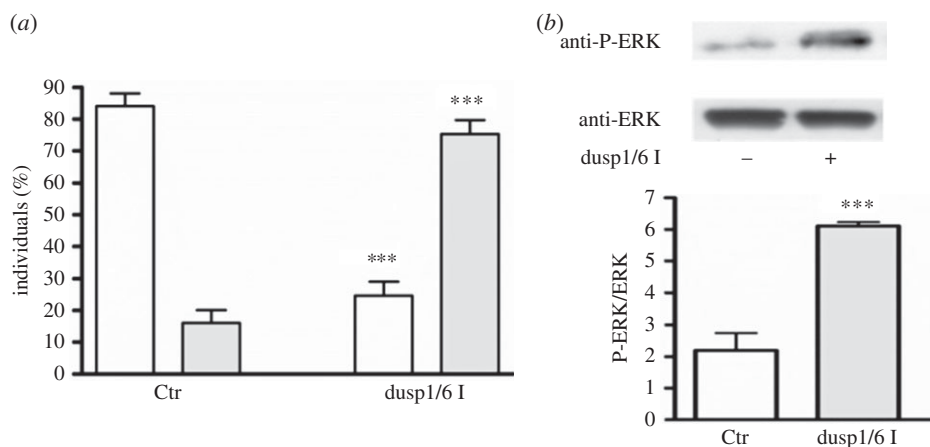 (a)
individuals (%)
90
80
70
60
50
40
30
20
10
0
***
***
Ctr dusp1/6 I
(b)
anti-P-ERK
anti-ERK
dusp1/6 I – +
P-ERK/ERK
7
6
5
4
3
2
1
0
***
Ctr dusp1/6 I